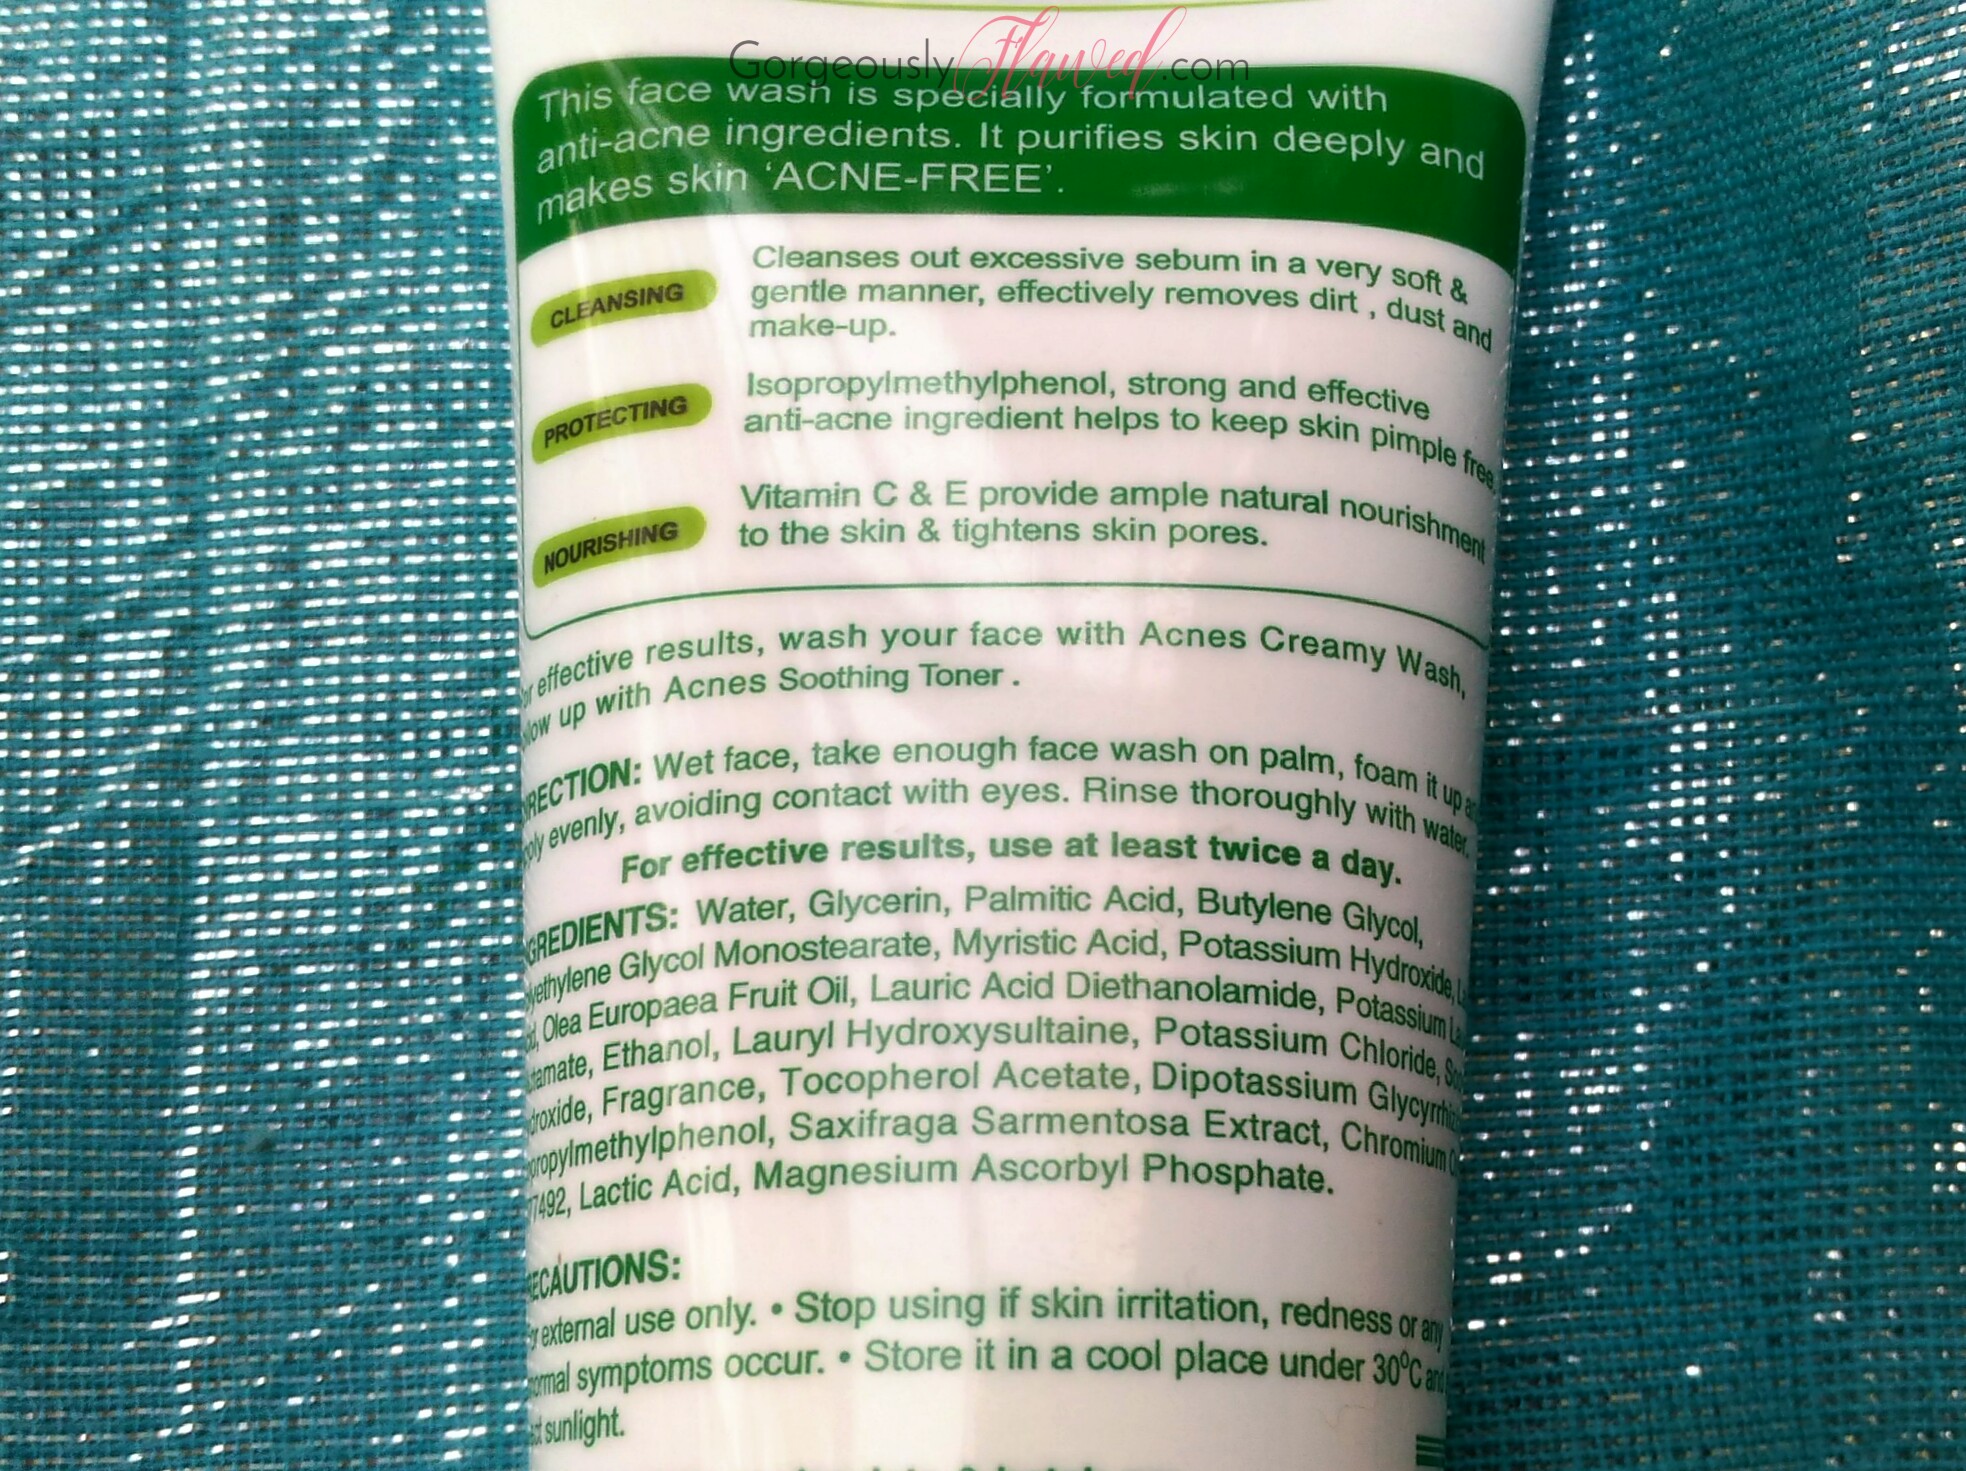 GorgeouslyFlawed.com
This face wash is specially formulated with
anti-acne ingredients. It purifies skin deeply and
makes skin 'ACNE-FREE'.
CLEANSING
Cleanses out excessive sebum in a very soft &
gentle manner, effectively removes dirt , dust and
make-up.
PROTECTING
Isopropylmethylphenol, strong and effective
anti-acne ingredient helps to keep skin pimple free
NOURISHING
Vitamin C & E provide ample natural nourishment
to the skin & tightens skin pores.
effective results, wash your face with Acnes Creamy Wash,
up with Acnes Soothing Toner .
Wet face, take enough face wash on palm, foam it up
evenly, avoiding contact with eyes. Rinse thoroughly with water.
For effective results, use at least twice a day.
Water, Glycerin, Palmitic Acid, Butylene Glycol,
Glycol Monostearate, Myristic Acid, Potassium Hydroxide,
Olea Europaea Fruit Oil, Lauric Acid Diethanolamide, Potassium
Ethanol, Lauryl Hydroxysultaine, Potassium Chloride,
Fragrance, Tocopherol Acetate, Dipotassium
Saxifraga Sarmentosa Extract, Chromium
Lactic Acid, Magnesium Ascorbyl Phosphate.
external use only. • Stop using if skin irritation, redness or any
symptoms occur. • Store it in a cool place under 30°C
sunlight.